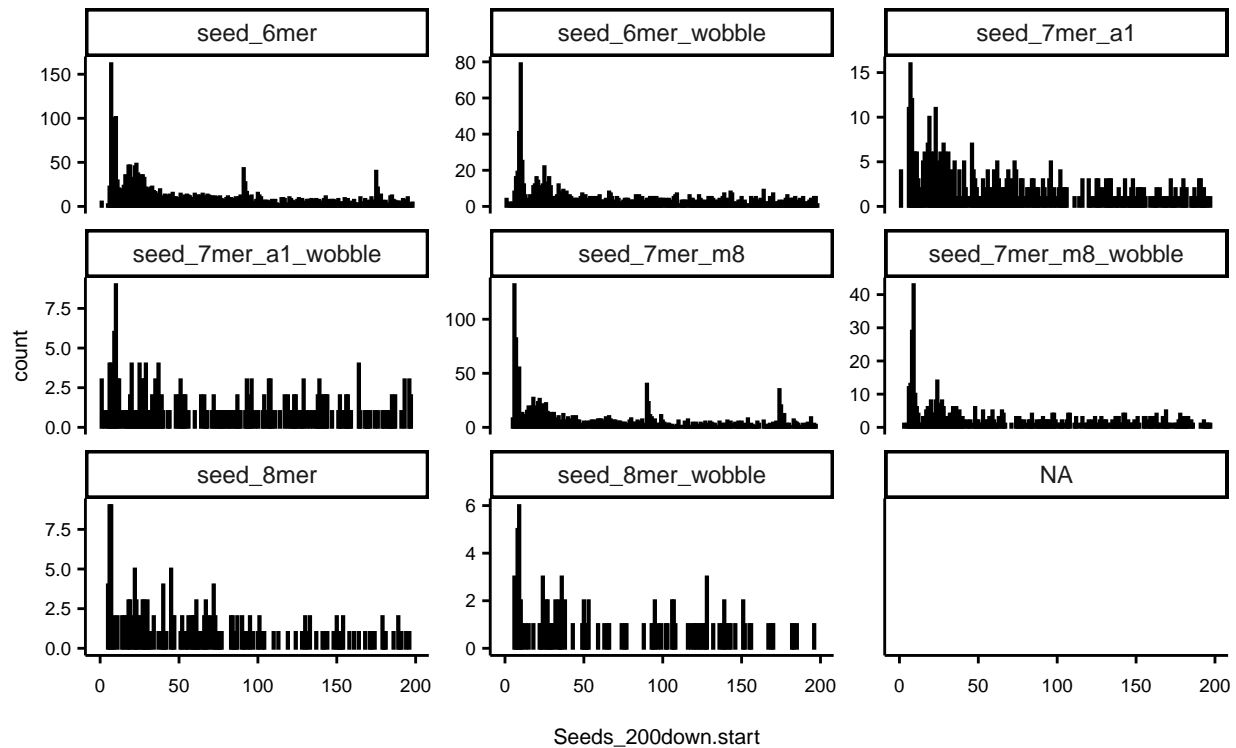 seed_6mer
seed_6mer_wobble
seed_7mer_a1
150
100
50
0
80
60
40
20
0
15
10
5
0
seed_7mer_a1_wobble
seed_7mer_m8
seed_7mer_m8_wobble
7.5
5.0
2.5
0.0
100
50
0
40
30
20
10
0
count
seed_8mer
seed_8mer_wobble
NA
7.5
5.0
2.5
0.0
6
4
2
0
0 50 100 150 200
0 50 100 150 200
0 50 100 150 200
Seeds_200down.start